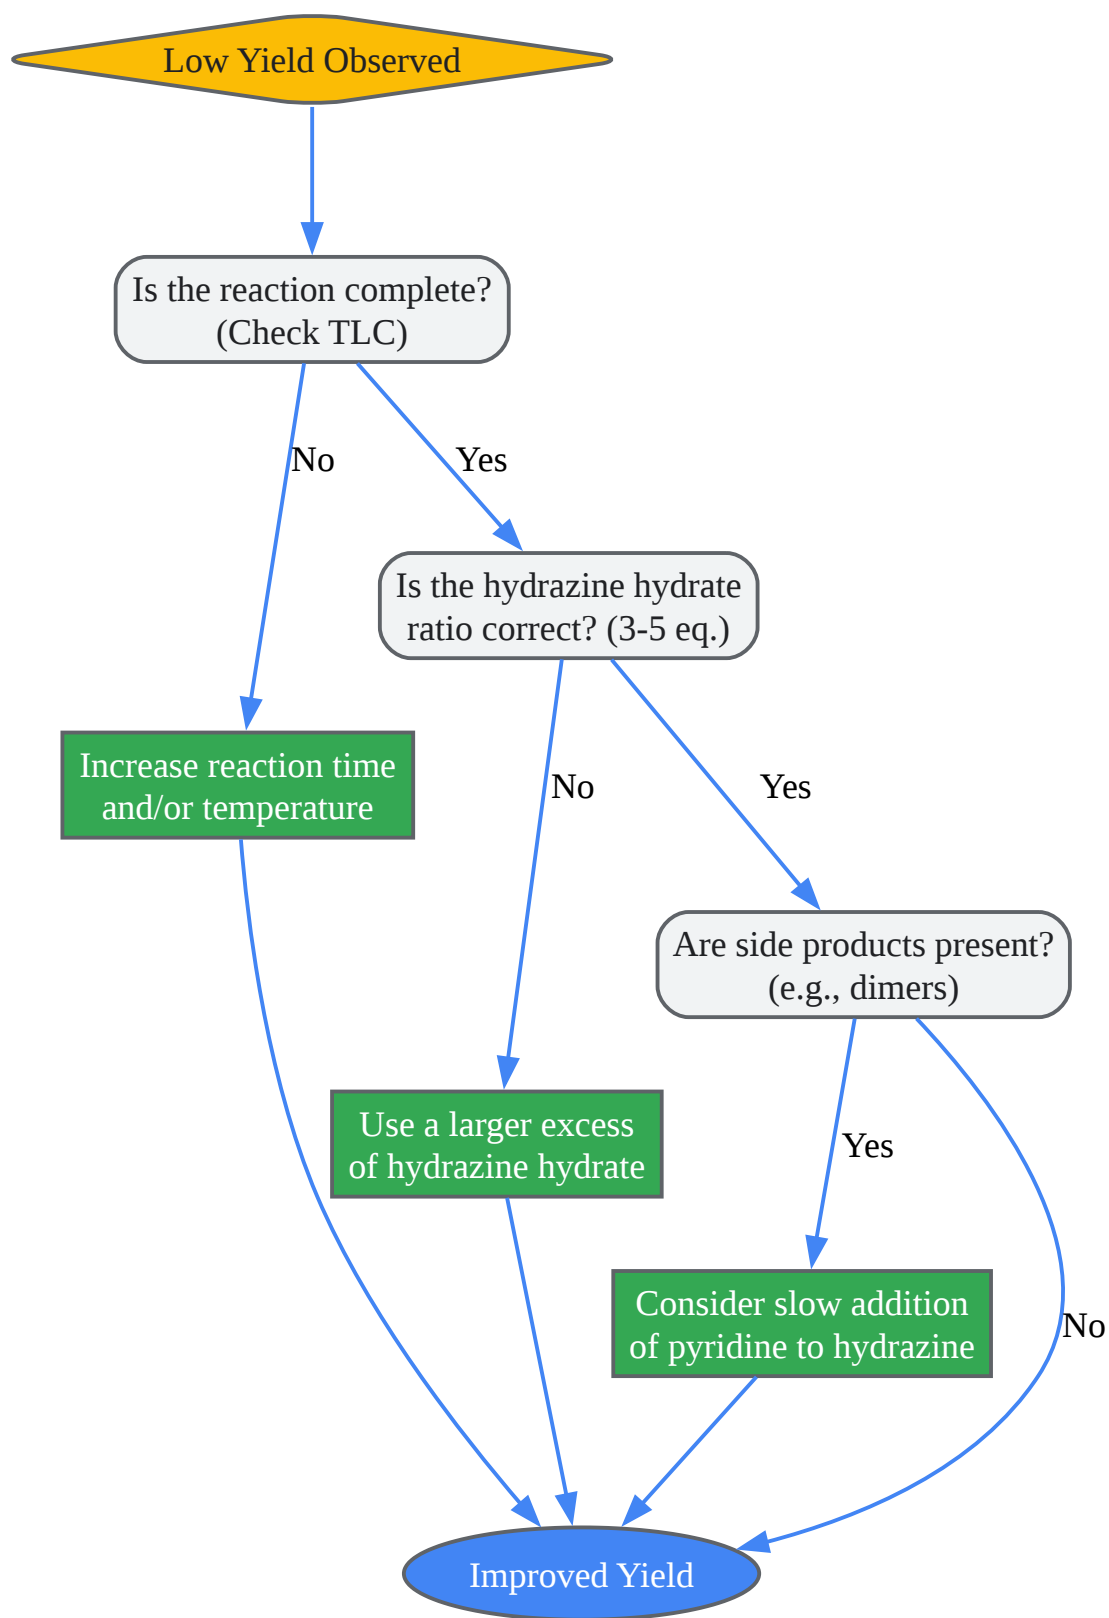 Low Yield Observed
Is the reaction complete?
(Check TLC)
No
Yes
Is the hydrazine hydrate
ratio correct? (3-5 eq.)
Increase reaction time
and/or temperature
No
Yes
Are side products present?
(e.g., dimers)
Use a larger excess
of hydrazine hydrate
Yes
Consider slow addition
of pyridine to hydrazine
No
Improved Yield